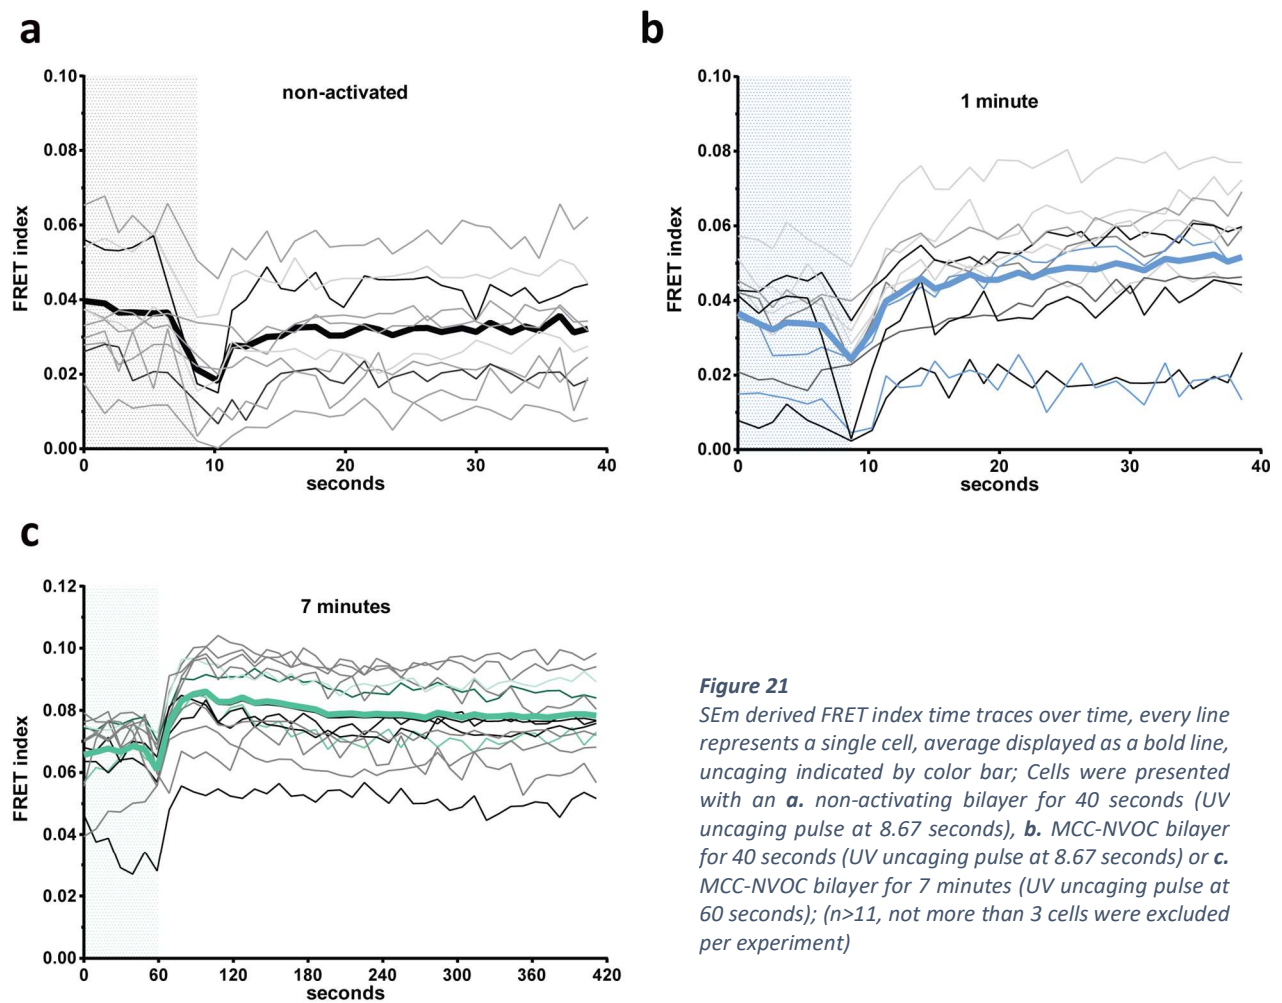 a
non-activated
FRET index
0.10
0.08
0.06
0.04
0.02
0.00
0 10 20 30 40
seconds
b
1 minute
FRET index
0.10
0.08
0.06
0.04
0.02
0.00
0 10 20 30 40
seconds
c
7 minutes
FRET index
0.12
0.10
0.08
0.06
0.04
0.02
0.00
0 60 120 180 240 300 360 420
seconds
Figure 21
SEm derived FRET index time traces over time, every line
represents a single cell, average displayed as a bold line,
uncaging indicated by color bar; Cells were presented
with an a. non-activating bilayer for 40 seconds (UV
uncaging pulse at 8.67 seconds), b. MCC-NVOC bilayer
for 40 seconds (UV uncaging pulse at 8.67 seconds) or c.
MCC-NVOC bilayer for 7 minutes (UV uncaging pulse at
60 seconds); (n>11, not more than 3 cells were excluded
per experiment)